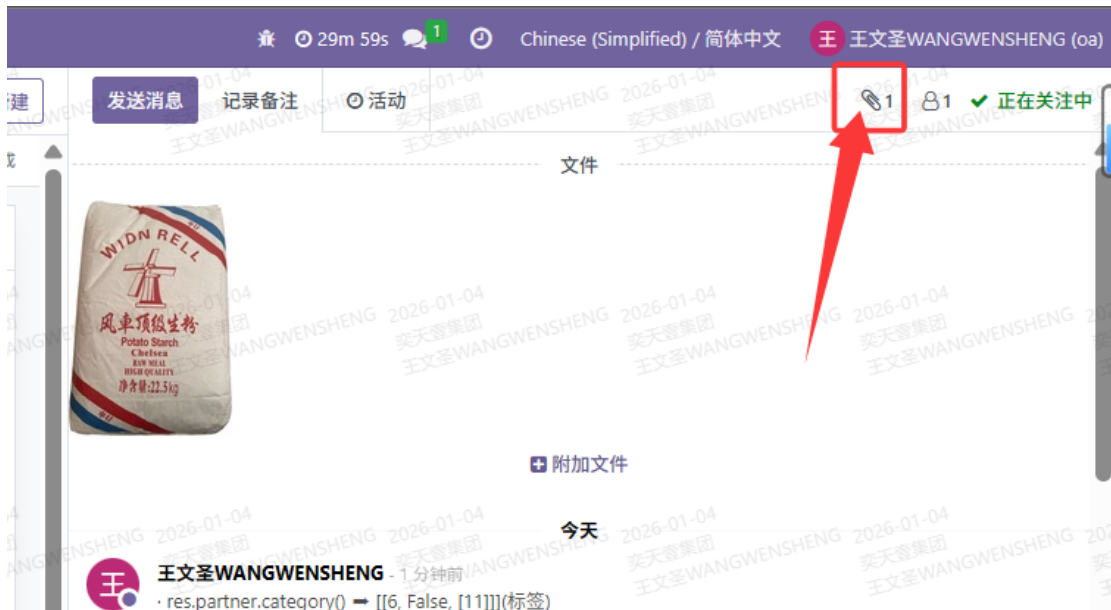 29m 59s 1 Chinese (Simplified) / 简体中文 王 王文圣WANGWENSHENG (oa)
建 发送消息 记录备注 活动 1 1 正在关注中
文件
WIDN RELL
风车顶级生粉
Potato Starch
Chelsea
RAW MEAL
HIGH QUALITY
净含量:22.5kg
附加文件
今天
王 王文圣WANGWENSHENG - 1 分钟前
· res.partner.category() ➡ [[6, False, [11]]](标签)
2026-01-04
奕天壹集团
王文圣WANGWENSHENG